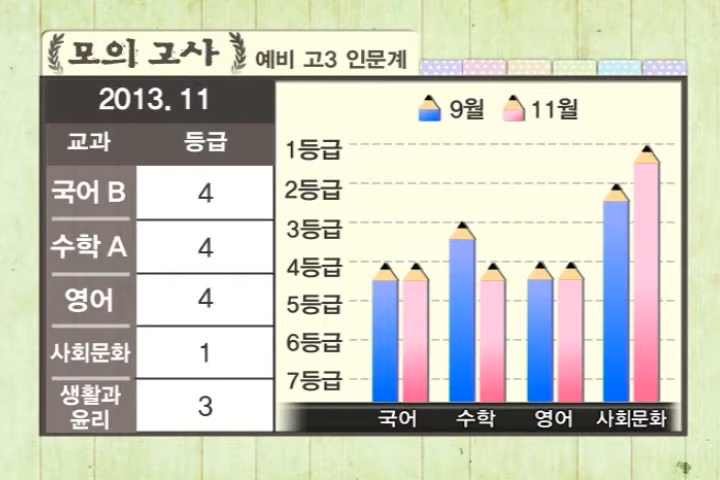 모의고사 예비 고3 인문계
2013. 11
교과 등급
국어 B 4
수학 A 4
영어 4
사회문화 1
생활과
윤리 3
9월 11월
1등급
2등급
3등급
4등급
5등급
6등급
7등급
국어 수학 영어 사회문화